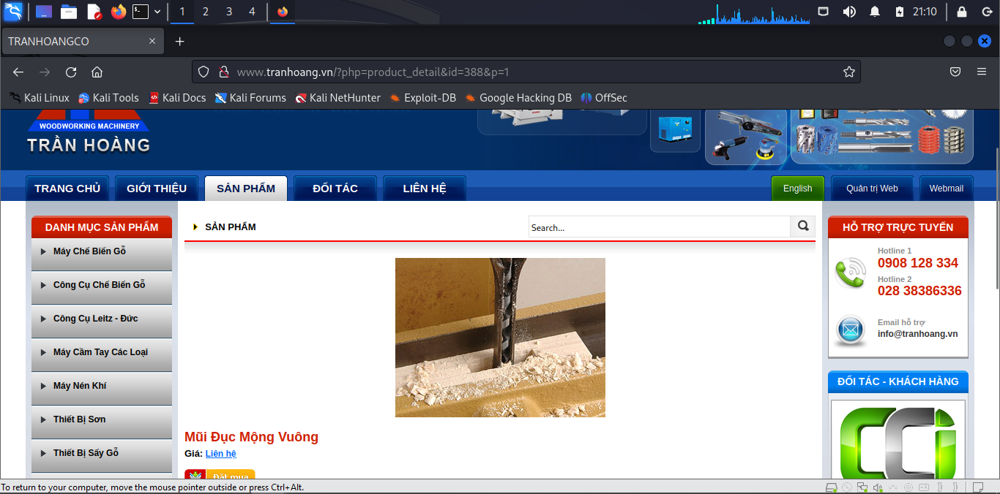 1 2 3 4
21:10
TRANHOANGCO
www.tranhoang.vn/?php=product_detail&id=388&p=1
Kali Linux Kali Tools Kali Docs Kali Forums Kali NetHunter Exploit-DB Google Hacking DB OffSec
WOODWORKING MACHINERY
TRẦN HOÀNG
TRANG CHỦ GIỚI THIỆU SẢN PHẨM ĐỐI TÁC LIÊN HỆ English Quản trị Web Webmail
DANH MỤC SẢN PHẨM
Máy Chế Biến Gỗ
Công Cụ Chế Biến Gỗ
Công Cụ Leitz - Đức
Máy Cầm Tay Các Loại
Máy Nén Khí
Thiết Bị Sơn
Thiết Bị Sấy Gỗ
SẢN PHẨM
Search...
Mũi Đục Mộng Vuông
Giá: Liên hệ
Đặt mua
HỖ TRỢ TRỰC TUYẾN
Hotline 1
0908 128 334
Hotline 2
028 38386336
Email hổ trợ
info@tranhoang.vn
ĐỐI TÁC - KHÁCH HÀNG
CCi
To return to your computer, move the mouse pointer outside or press Ctrl+Alt.